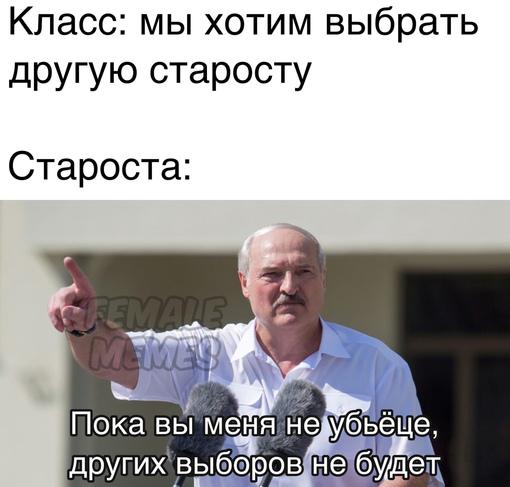 Класс: мы хотим выбрать
другую старосту
Староста:
FEMALE
MEMES
Пока вы меня не убьёце,
других выборов не будет